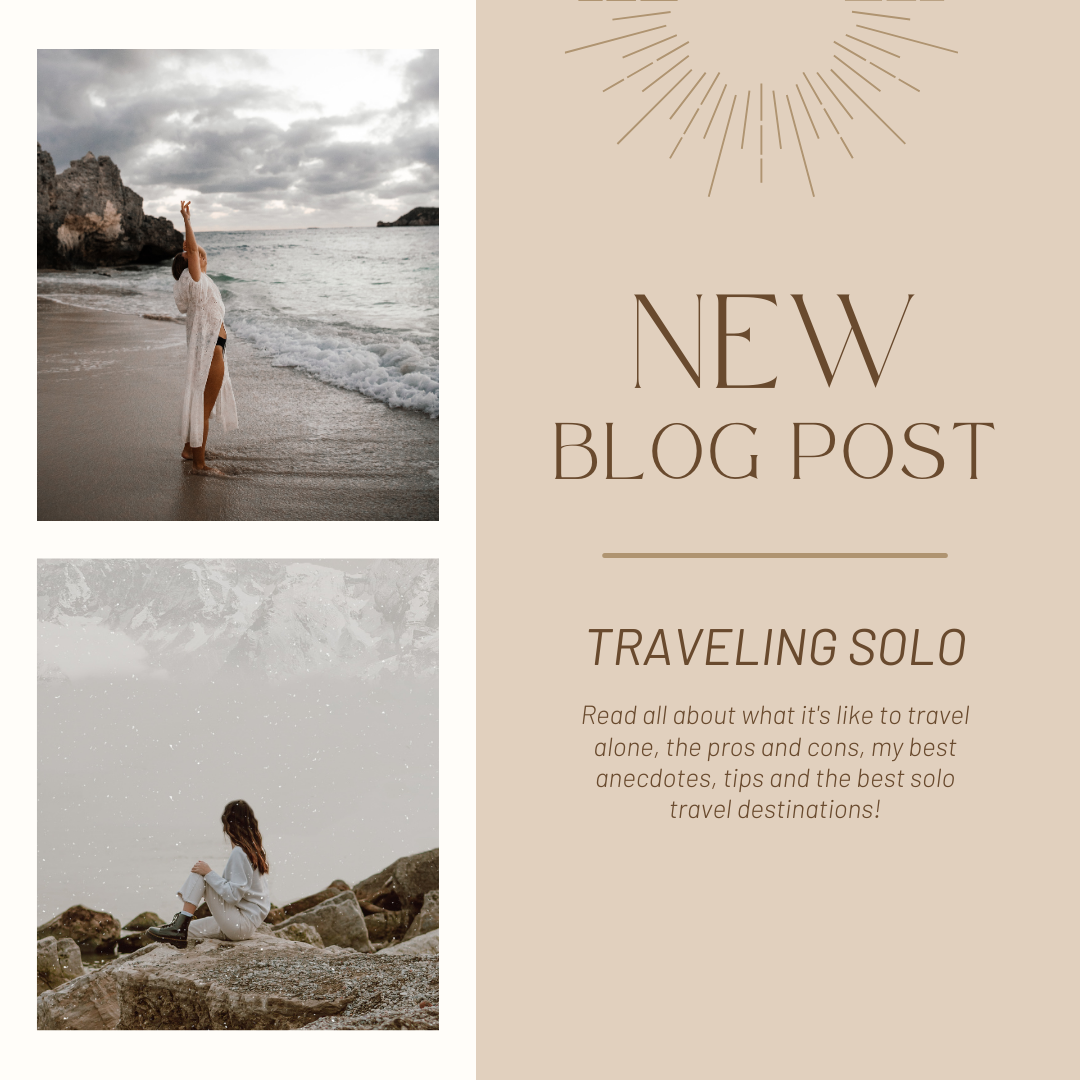 NEW
BLOG POST
TRAVELING SOLO
Read all about what it's like to travel
alone, the pros and cons, my best
anecdotes, tips and the best solo
travel destinations!